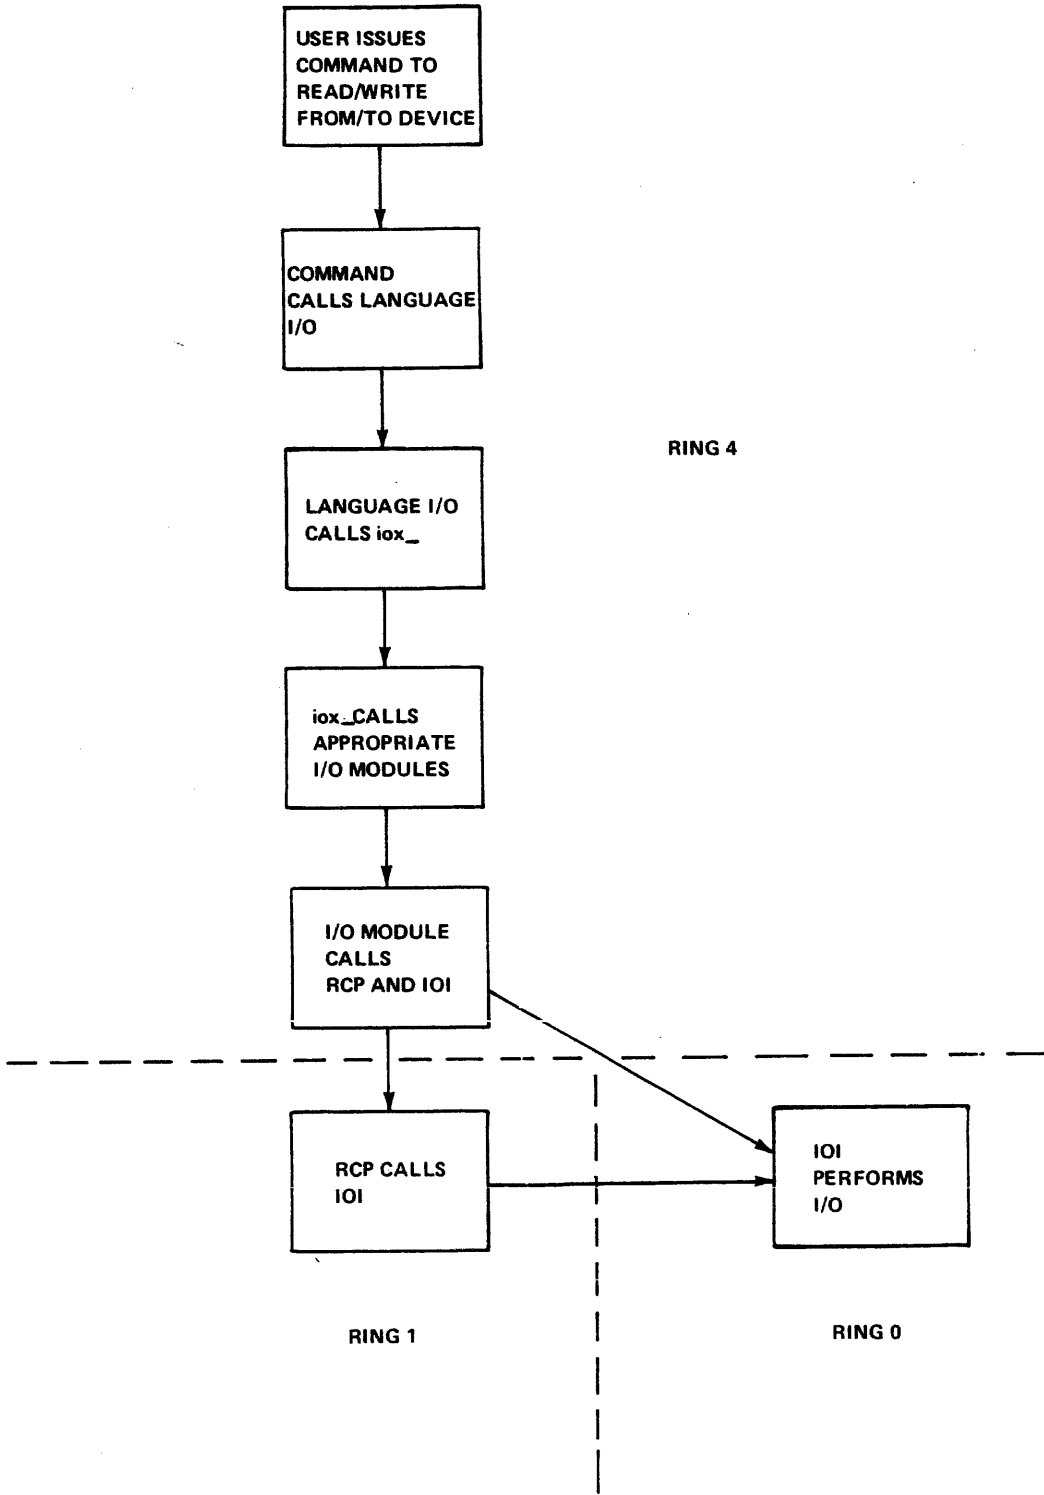 USER ISSUES
COMMAND TO
READ/WRITE
FROM/TO DEVICE
COMMAND
CALLS LANGUAGE
I/O
RING 4
LANGUAGE I/O
CALLS iox_
iox_CALLS
APPROPRIATE
I/O MODULES
I/O MODULE
CALLS
RCP AND IOI
RCP CALLS
IOI
IOI
PERFORMS
I/O
RING 1
RING 0